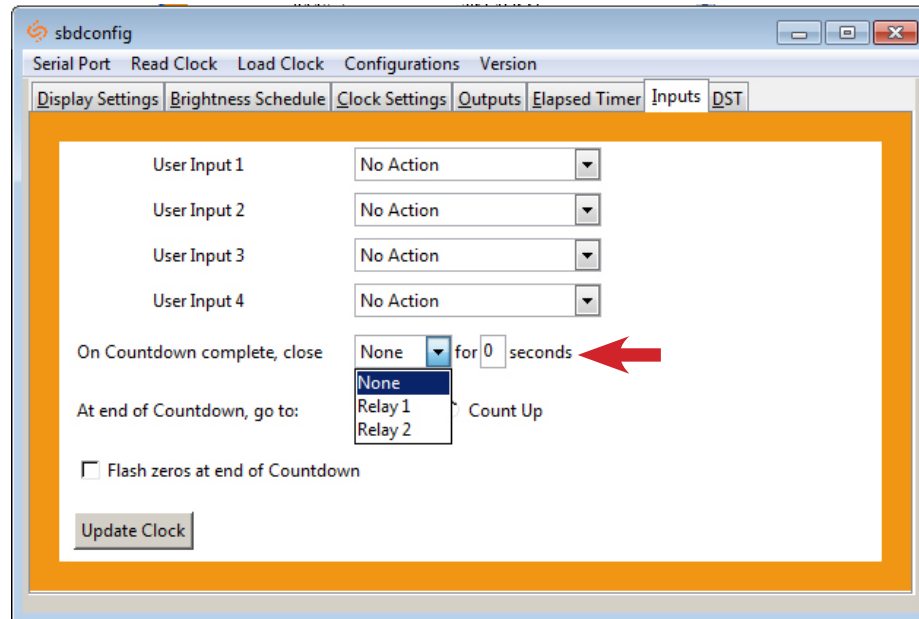 sbdconfig
Serial Port Read Clock Load Clock Configurations Version
Display Settings Brightness Schedule Clock Settings Outputs Elapsed Timer Inputs DST
User Input 1 No Action
User Input 2 No Action
User Input 3 No Action
User Input 4 No Action
On Countdown complete, close None for 0 seconds
None
Relay 1
Relay 2
At end of Countdown, go to: Count Up
Flash zeros at end of Countdown
Update Clock